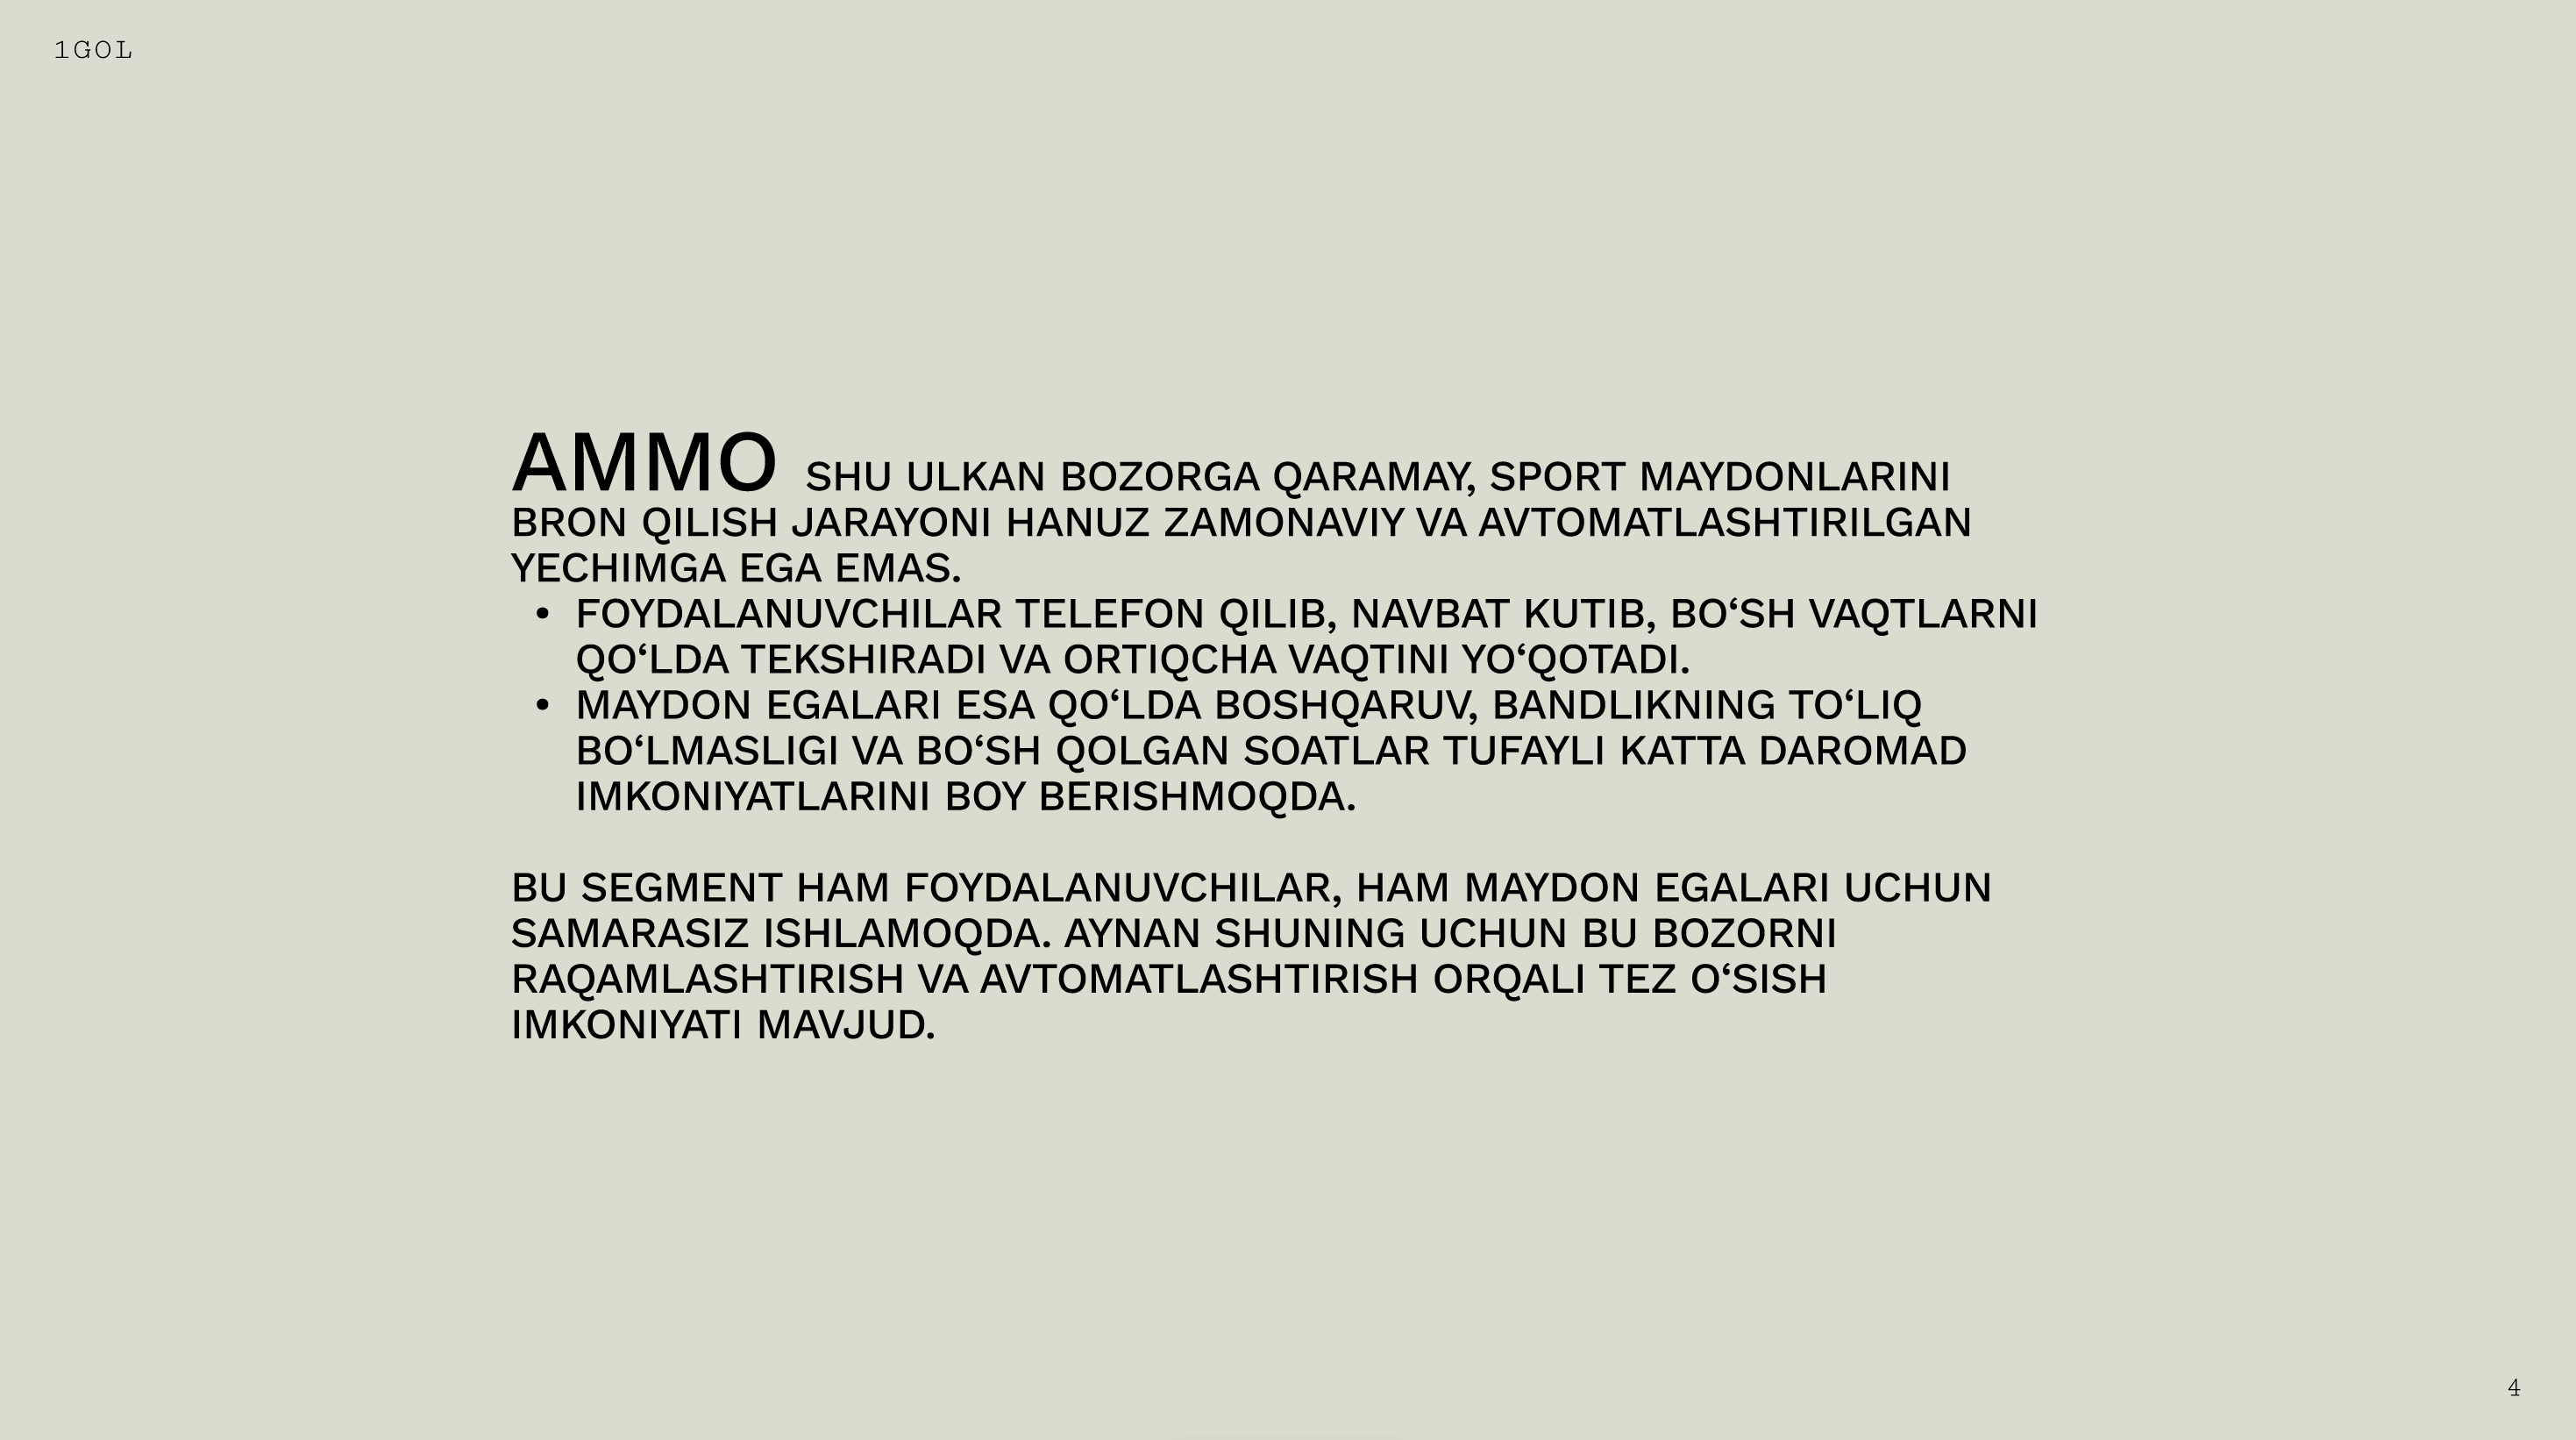 1GOL
AMMO SHU ULKAN BOZORGA QARAMAY, SPORT MAYDONLARINI
BRON QILISH JARAYONI HANUZ ZAMONAVIY VA AVTOMATLASHTIRILGAN
YECHIMGA EGA EMAS.
• FOYDALANUVCHILAR TELEFON QILIB, NAVBAT KUTIB, BO‘SH VAQTLARNI
QO‘LDA TEKSHIRADI VA ORTIQCHA VAQTINI YO‘QOTADI.
• MAYDON EGALARI ESA QO‘LDA BOSHQARUV, BANDLIKNING TO‘LIQ
BO‘LMASLIGI VA BO‘SH QOLGAN SOATLAR TUFAYLI KATTA DAROMAD
IMKONIYATLARINI BOY BERISHMOQDA.
BU SEGMENT HAM FOYDALANUVCHILAR, HAM MAYDON EGALARI UCHUN
SAMARASIZ ISHLAMOQDA. AYNAN SHUNING UCHUN BU BOZORNI
RAQAMLASHTIRISH VA AVTOMATLASHTIRISH ORQALI TEZ O‘SISH
IMKONIYATI MAVJUD.
4